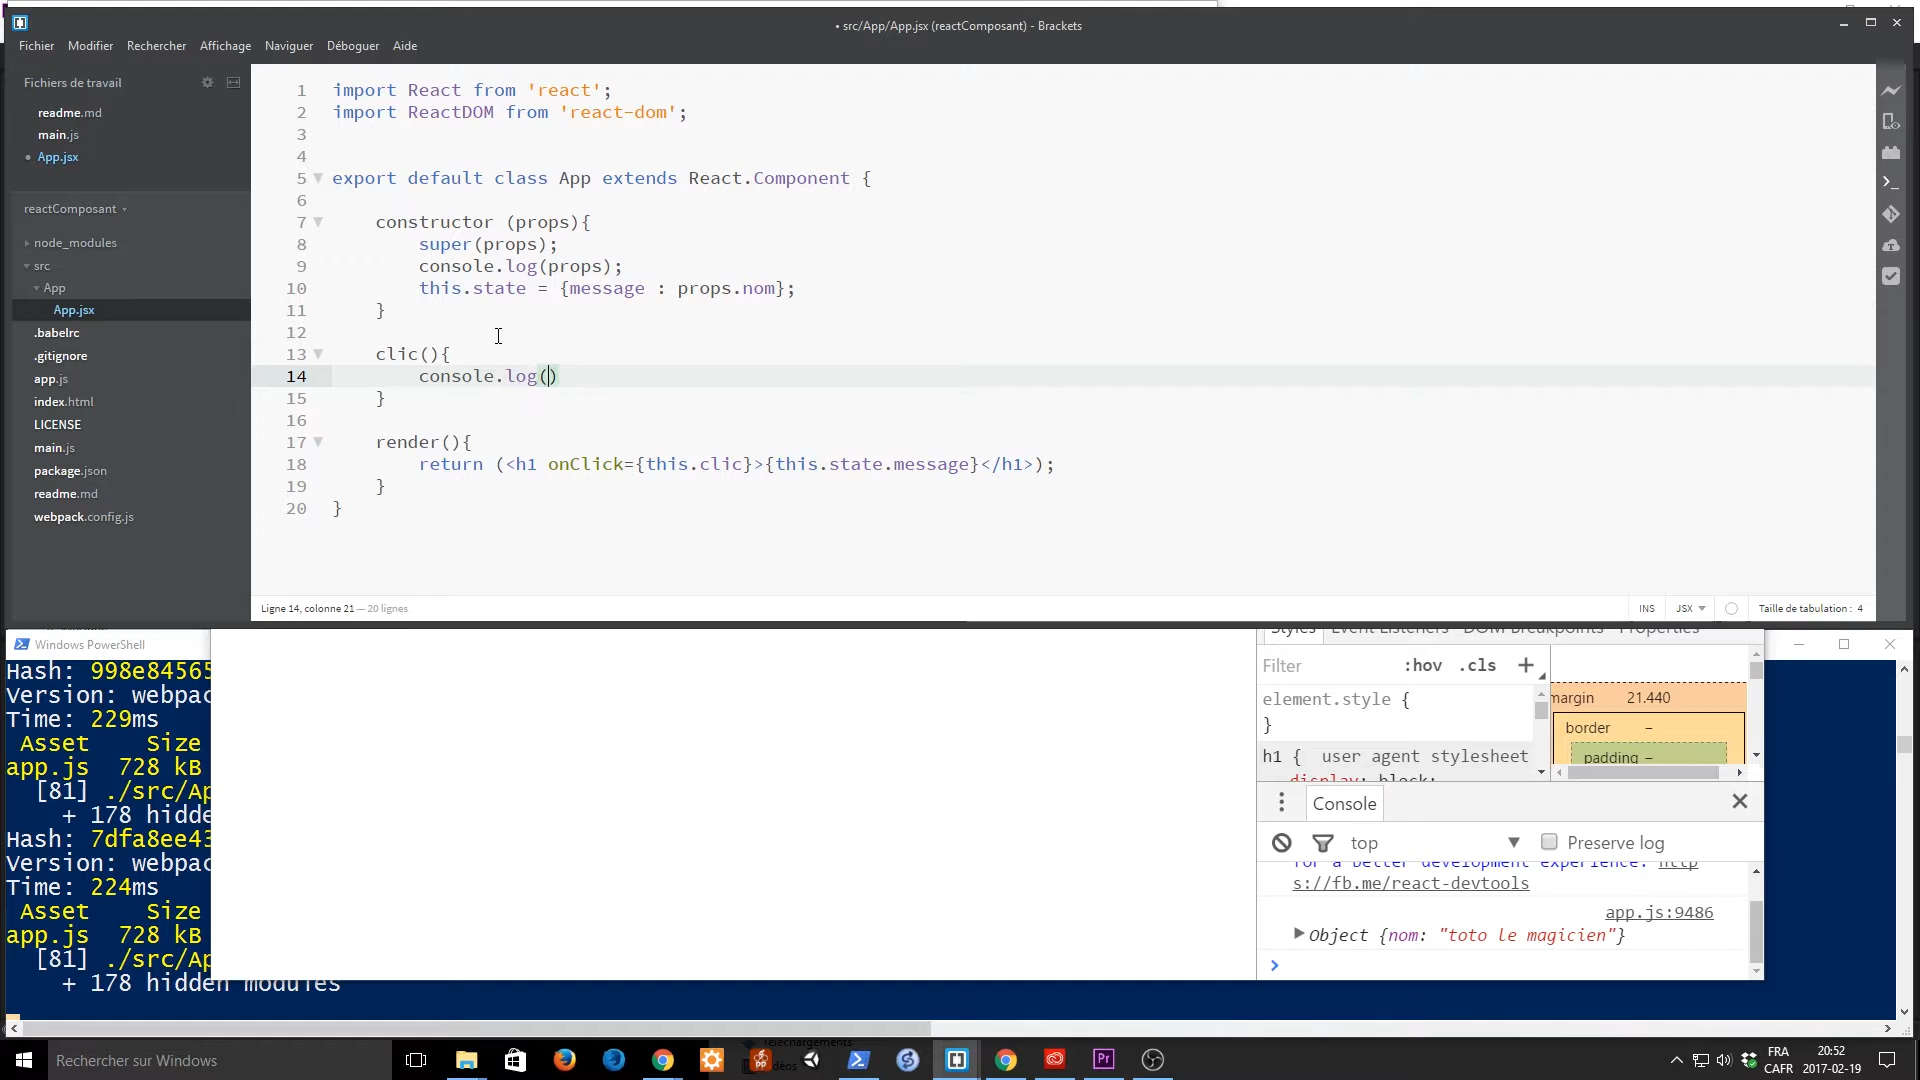 • src/App/App.jsx (reactComposant) - Brackets
Fichier Modifier Rechercher Affichage Naviguer Déboguer Aide
Fichiers de travail
readme.md
main.js
• App.jsx
reactComposant
node_modules
src
App
App.jsx
.babelrc
.gitignore
app.js
index.html
LICENSE
main.js
package.json
readme.md
webpack.config.js
1 import React from 'react';
2 import ReactDOM from 'react-dom';
3
4
5 export default class App extends React.Component {
6
7 constructor (props){
8 super(props);
9 console.log(props);
10 this.state = {message : props.nom};
11 }
12
13 clic(){
14 console.log()
15 }
16
17 render(){
18 return (<h1 onClick={this.clic}>{this.state.message}</h1>);
19 }
20 }
Ligne 14, colonne 21 — 20 lignes
INS JSX Taille de tabulation : 4
Windows PowerShell
Hash: 998e84565
Version: webpac
Time: 229ms
Asset Size
app.js 728 kB
[81] ./src/Ap
+ 178 hidde
Hash: 7dfa8ee43
Version: webpac
Time: 224ms
Asset Size
app.js 728 kB
[81] ./src/Ap
+ 178 hidden modules
Styles Event Listeners DOM Breakpoints Properties
Filter :hov .cls +
element.style {
}
h1 { user agent stylesheet
display: block;
margin 21.440
border –
padding –
Console
top Preserve log
for a better development experience: http
s://fb.me/react-devtools
app.js:9486
Object {nom: "toto le magicien"}
Rechercher sur Windows
Téléchargements
FRA
CAFR
20:52
2017-02-19